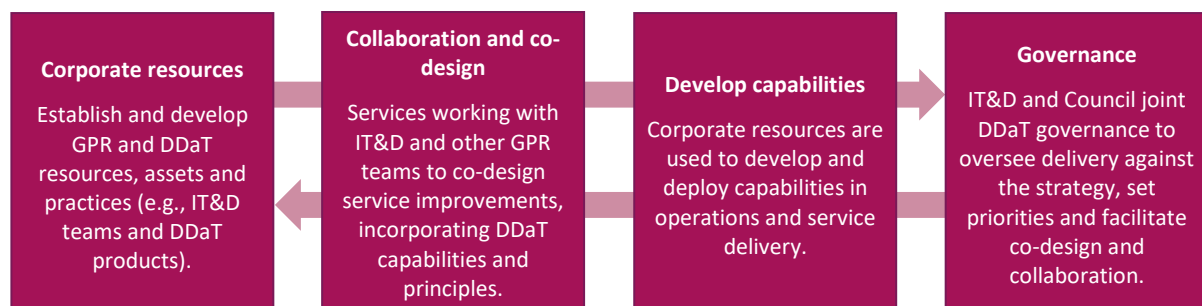 Corporate resources
Establish and develop
GPR and DDaT
resources, assets and
practices (e.g., IT&D
teams and DDaT
products).
Collaboration and co-
design
Services working with
IT&D and other GPR
teams to co-design
service improvements,
incorporating DDaT
capabilities and
principles.
Develop capabilities
Corporate resources are
used to develop and
deploy capabilities in
operations and service
delivery.
Governance
IT&D and Council joint
DDaT governance to
oversee delivery against
the strategy, set
priorities and facilitate
co-design and
collaboration.